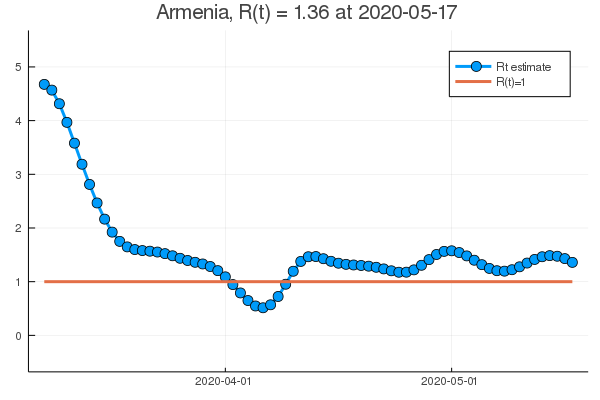 Armenia, R(t) = 1.36 at 2020-05-17
Rt estimate
R(t)=1
5
4
3
2
1
0
2020-04-01
2020-05-01